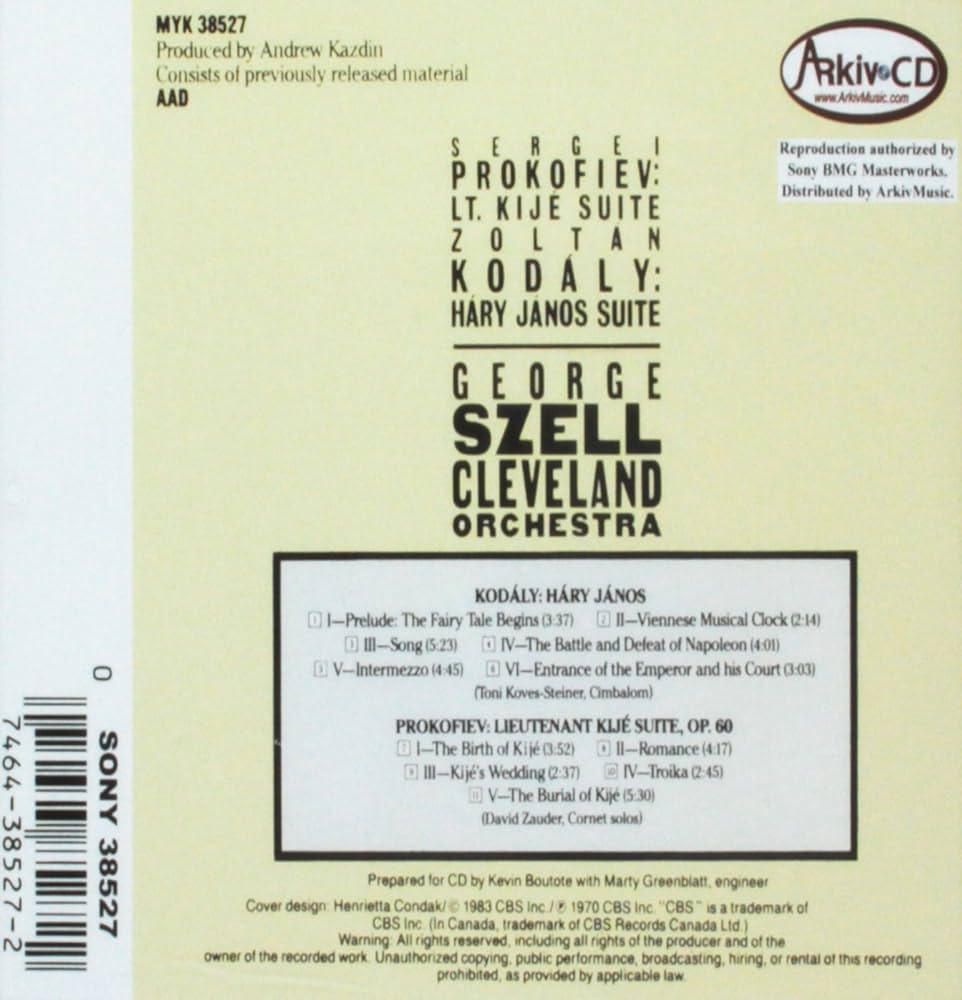 MYK 38527
Produced by Andrew Kazdin
Consists of previously released material
AAD
ARKIV CD
www.ArkivMusic.com
Reproduction authorized by
Sony BMG Masterworks.
Distributed by ArkivMusic.
SERGEI
PROKOFIEV:
LT. KIJÉ SUITE
ZOLTAN
KODÁLY:
HÁRY JÁNOS SUITE
GEORGE
SZELL
CLEVELAND
ORCHESTRA
KODÁLY: HÁRY JÁNOS
1 I—Prelude: The Fairy Tale Begins (3:37) 2 II—Viennese Musical Clock (2:14)
3 III—Song (5:23) 4 IV—The Battle and Defeat of Napoleon (4:01)
5 V—Intermezzo (4:45) 6 VI—Entrance of the Emperor and his Court (3:03)
(Toni Koves-Steiner, Cimbalom)
PROKOFIEV: LIEUTENANT KIJÉ SUITE, OP. 60
7 I—The Birth of Kijé (3:52) 8 II—Romance (4:17)
9 III—Kijé's Wedding (2:37) 10 IV—Troika (2:45)
11 V—The Burial of Kijé (5:30)
(David Zauder, Cornet solos)
Prepared for CD by Kevin Boutote with Marty Greenblatt, engineer
Cover design: Henrietta Condak/ © 1983 CBS Inc./ ℗ 1970 CBS Inc. "CBS" is a trademark of
CBS Inc. (In Canada, trademark of CBS Records Canada Ltd.)
Warning: All rights reserved, including all rights of the producer and of the
owner of the recorded work. Unauthorized copying, public performance, broadcasting, hiring, or rental of this recording
prohibited, as provided by applicable law.
0
SONY 38527
7464-38527-2